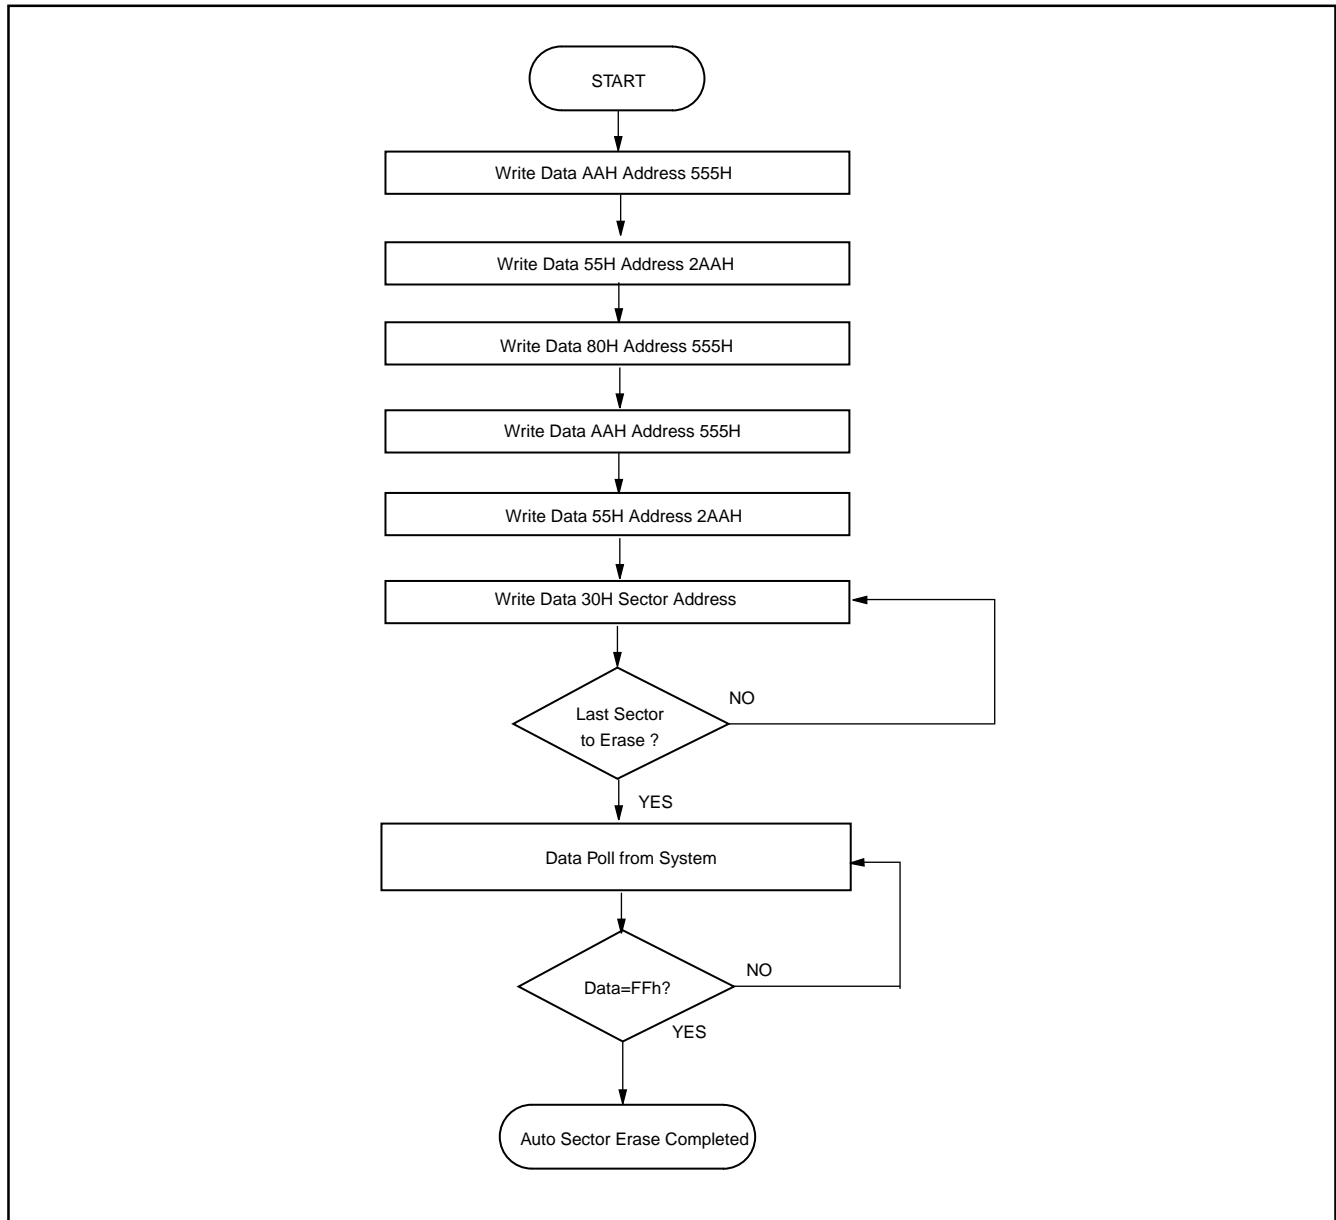 START
Write Data AAH Address 555H
Write Data 55H Address 2AAH
Write Data 80H Address 555H
Write Data AAH Address 555H
Write Data 55H Address 2AAH
Write Data 30H Sector Address
NO
Last Sector
to Erase ?
YES
Data Poll from System
NO
Data=FFh?
YES
Auto Sector Erase Completed